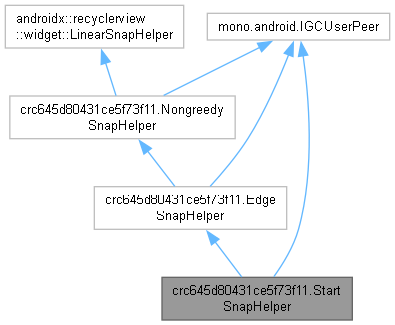 androidx::recyclerview
::widget::LinearSnapHelper
mono.android.IGCUserPeer
crc645d80431ce5f73f11.Nongreedy
SnapHelper
crc645d80431ce5f73f11.Edge
SnapHelper
crc645d80431ce5f73f11.Start
SnapHelper